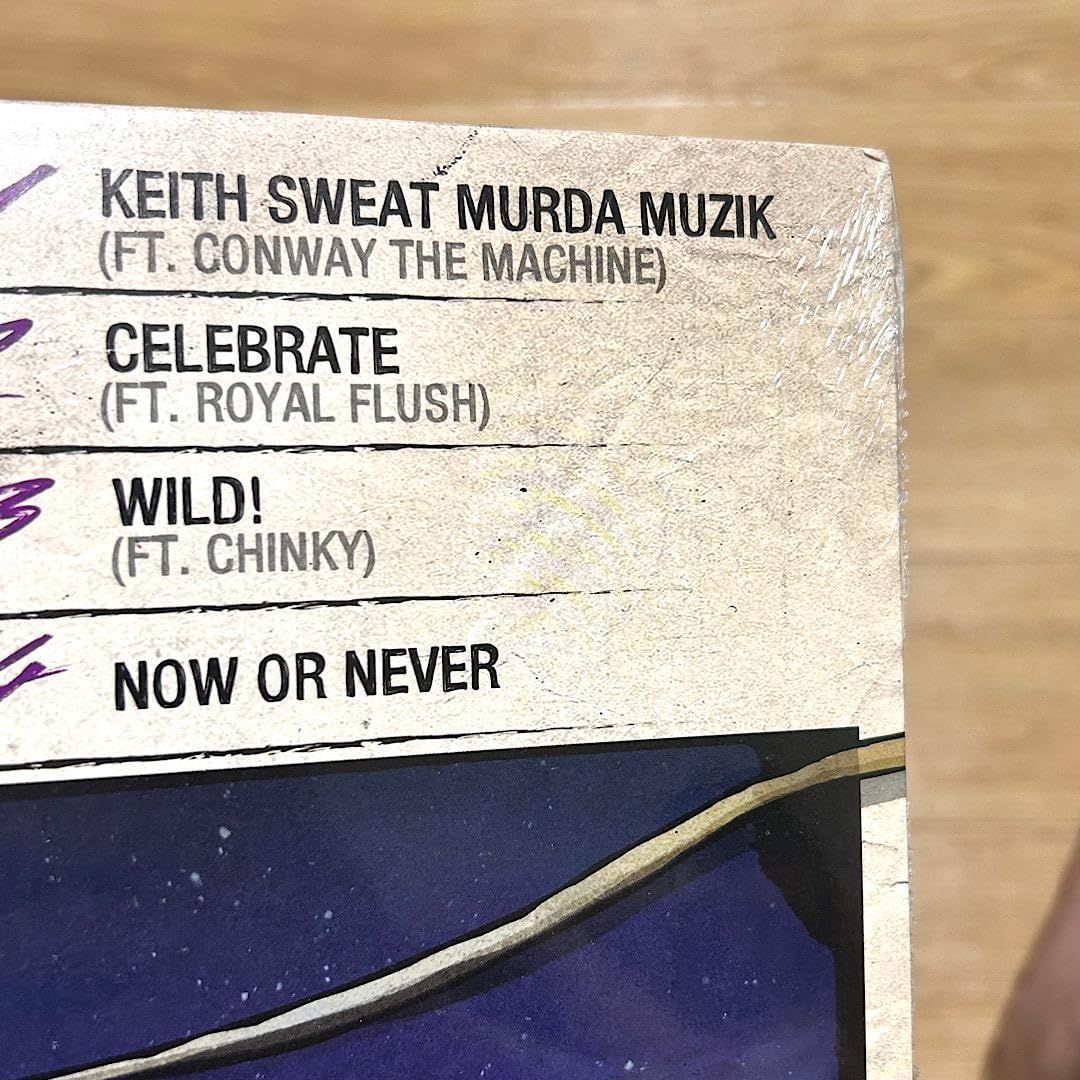 KEITH SWEAT MURDA MUZIK
(FT. CONWAY THE MACHINE)
CELEBRATE
(FT. ROYAL FLUSH)
WILD!
(FT. CHINKY)
NOW OR NEVER